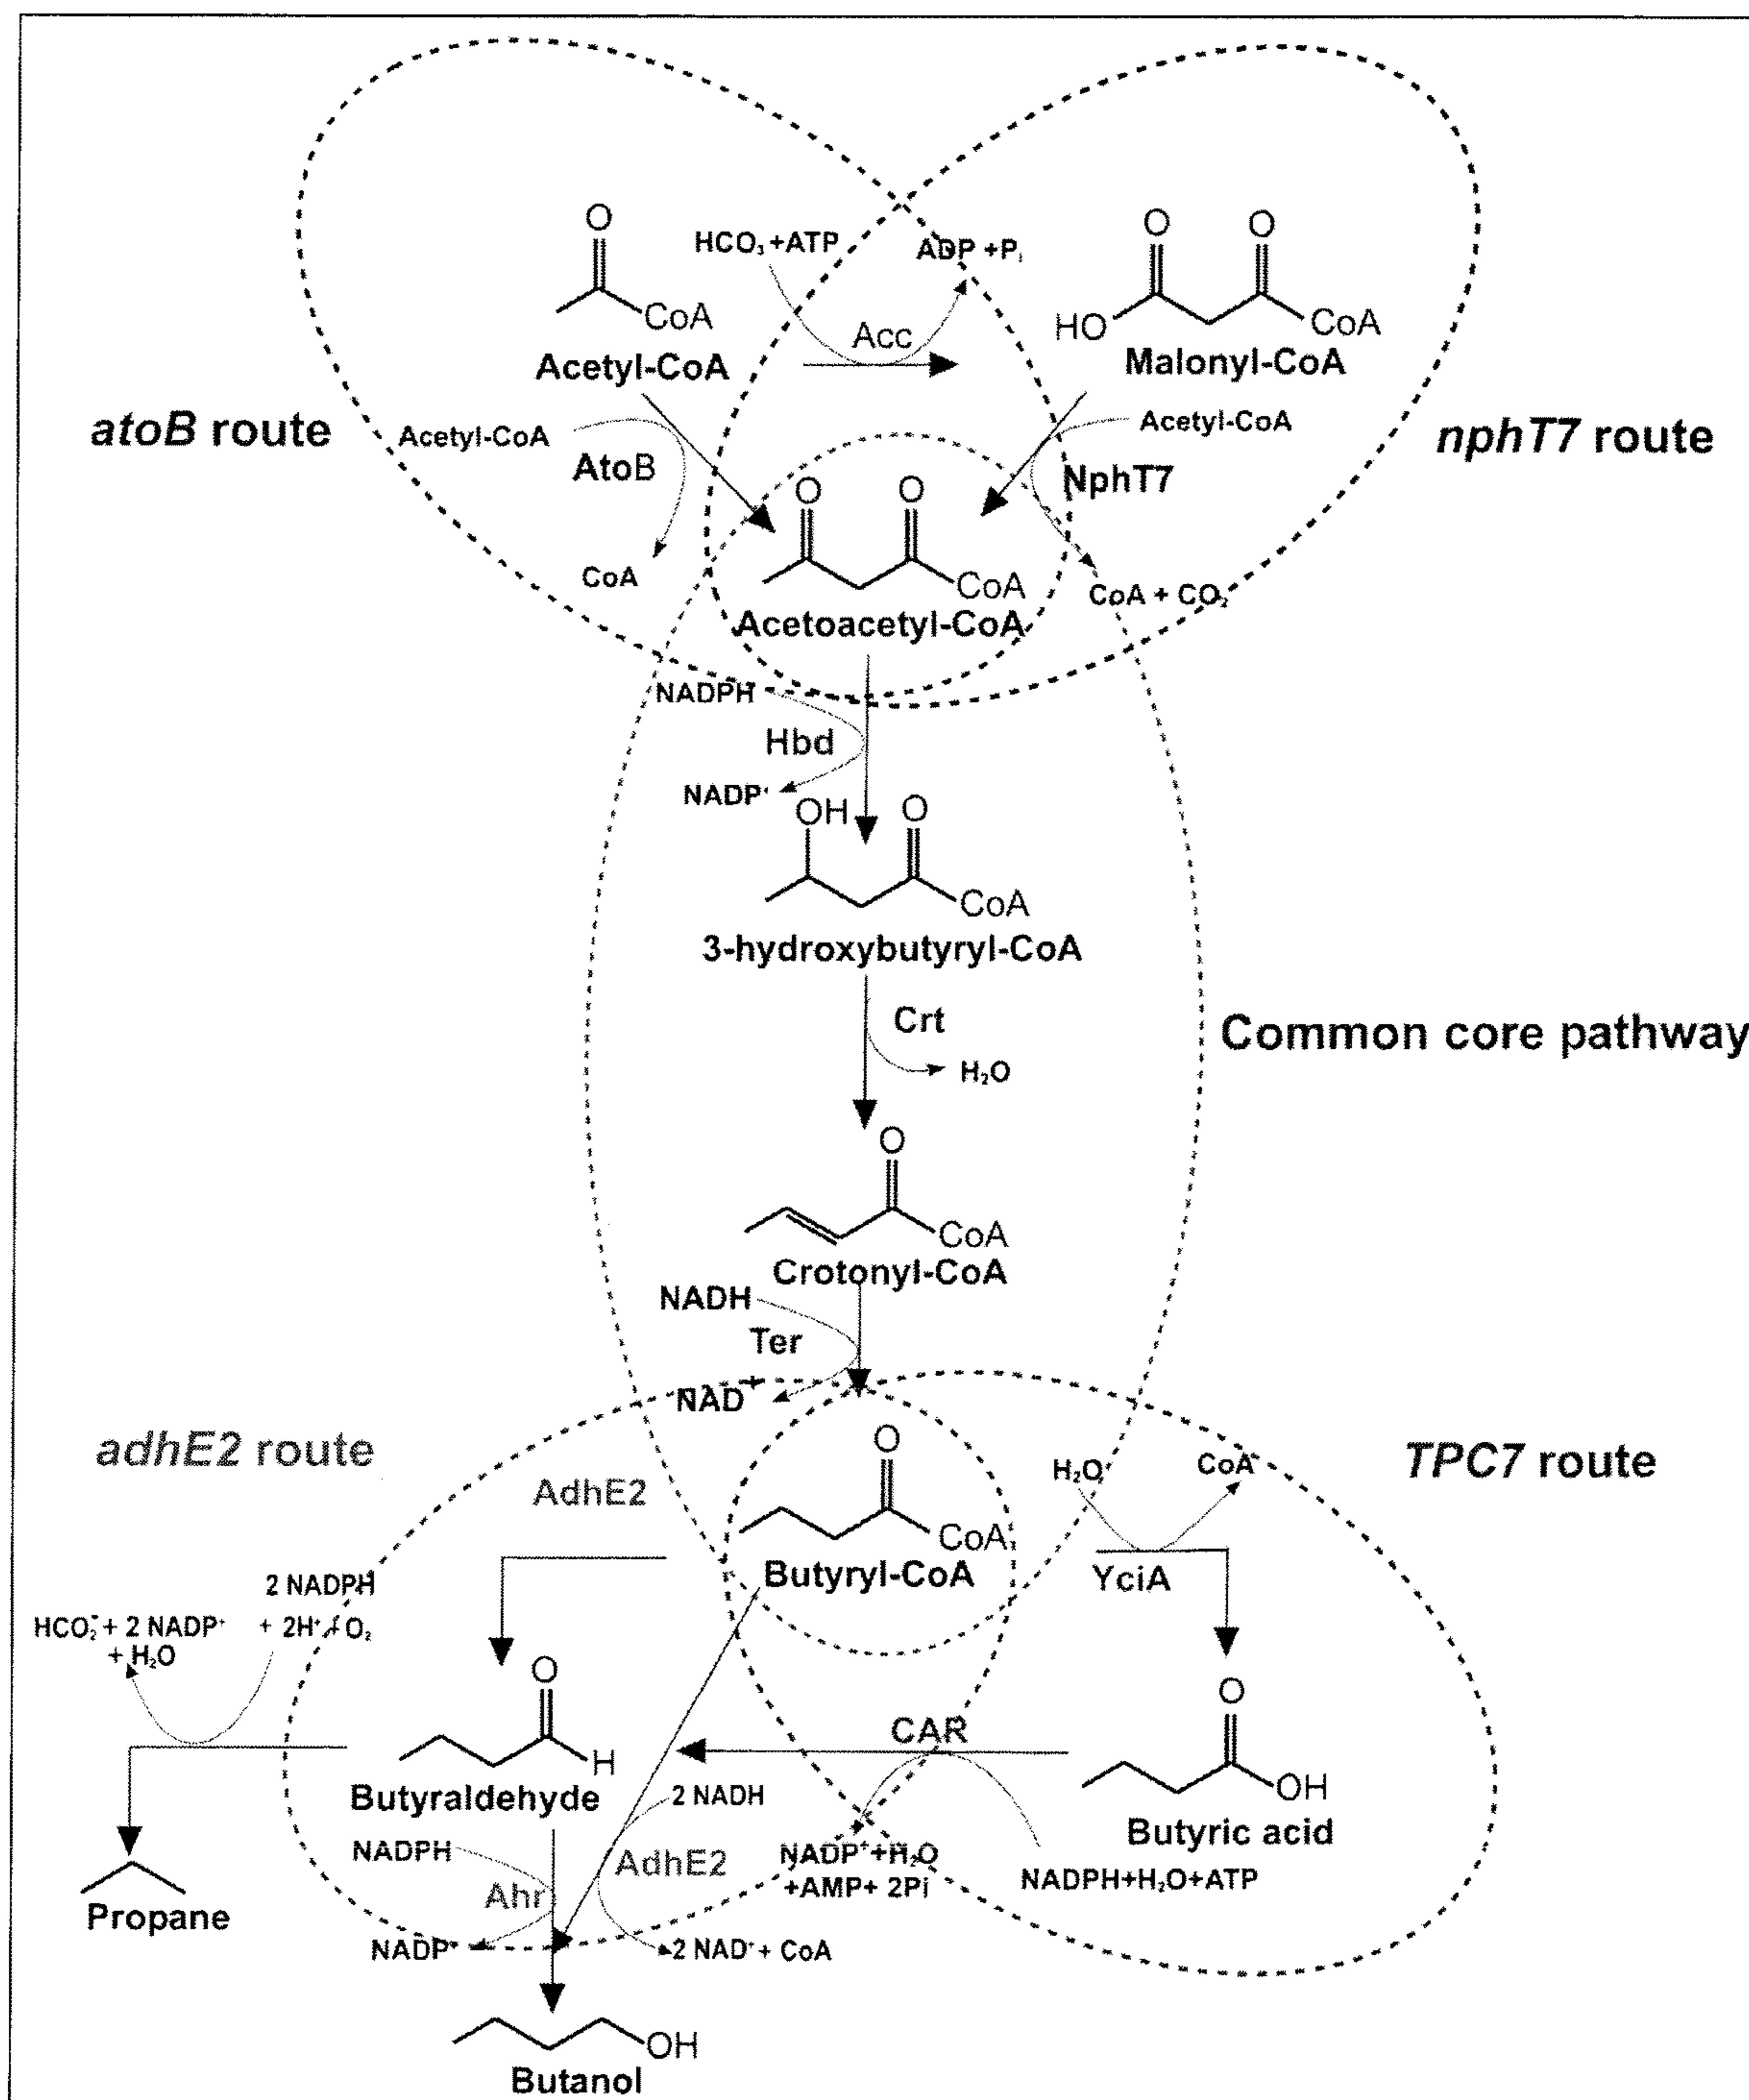 O
O
O
HCO₃ +ATP
ADP +Pᵢ
CoA
Acc
HO
CoA
Acetyl-CoA
Malonyl-CoA
atoB route
Acetyl-CoA
Acetyl-CoA
nphT7 route
AtoB
NphT7
O
O
CoA
CoA
CoA + CO₂
Acetoacetyl-CoA
NADPH
Hbd
NADP⁺
OH
O
CoA
3-hydroxybutyryl-CoA
Crt
Common core pathway
H₂O
O
CoA
Crotonyl-CoA
NADH
Ter
NAD⁺
adhE2 route
O
H₂O
CoA
TPC7 route
AdhE2
CoA
Butyryl-CoA
YciA
2 NADPH
HCO₂⁻ + 2 NADP⁺
+ 2H⁺ + O₂
+ H₂O
O
O
CAR
H
OH
Butyraldehyde
2 NADH
Butyric acid
NADPH
AdhE2
NADP⁺+H₂O
+AMP+ 2Pi
NADPH+H₂O+ATP
Ahr
Propane
NADP⁺
2 NAD⁺ + CoA
OH
Butanol